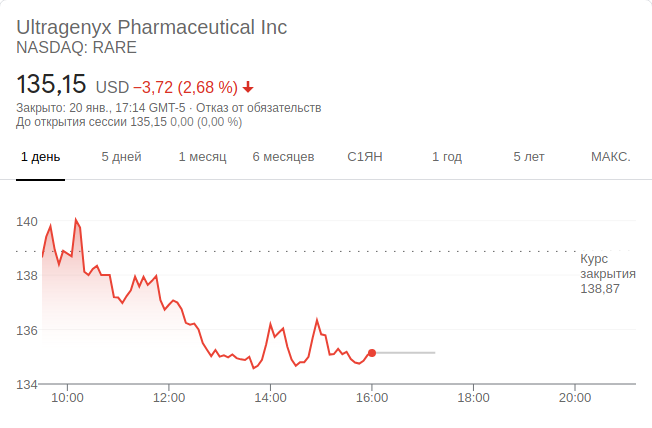 Ultragenyx Pharmaceutical Inc
NASDAQ: RARE
135,15 USD −3,72 (2,68 %)
Закрыто: 20 янв., 17:14 GMT-5 · Отказ от обязательств
До открытия сессии 135,15 0,00 (0,00 %)
1 день 5 дней 1 месяц 6 месяцев С1ЯН 1 год 5 лет МАКС.
140
Курс
закрытия
138,87
138
136
134
10:00 12:00 14:00 16:00 18:00 20:00